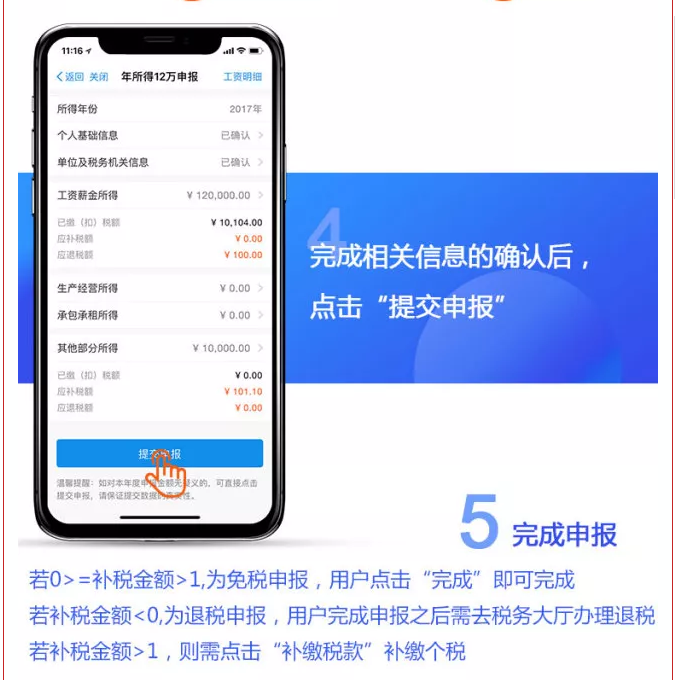 11:16
返回 关闭 年所得12万申报 工资明细
所得年份 2017年
个人基础信息 已确认
单位及税务机关信息 已确认
工资薪金所得 ¥ 120,000.00
已缴（扣）税额 ¥ 10,104.00
应补税额 ¥ 0.00
应退税额 ¥ 100.00
生产经营所得 ¥ 0.00
承包承租所得 ¥ 0.00
其他部分所得 ¥ 10,000.00
已缴（扣）税额 ¥ 0.00
应补税额 ¥ 101.10
应退税额 ¥ 0.00
提交申报
温馨提醒：如对本年度申报金额无疑义的，可直接点击
提交申报，请保证提交数据的真实性。
4
完成相关信息的确认后，
点击“提交申报”
5 完成申报
若0>=补税金额>1,为免税申报，用户点击“完成”即可完成
若补税金额<0,为退税申报，用户完成申报之后需去税务大厅办理退税
若补税金额>1，则需点击“补缴税款”补缴个税